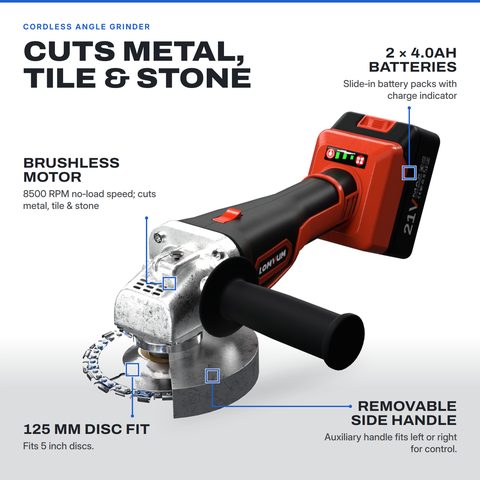 CORDLESS ANGLE GRINDER
CUTS METAL,
TILE & STONE
2 × 4.0AH
BATTERIES
Slide-in battery packs with
charge indicator
BRUSHLESS
MOTOR
8500 RPM no-load speed; cuts
metal, tile & stone
21V
125 MM DISC FIT
Fits 5 inch discs.
REMOVABLE
SIDE HANDLE
Auxiliary handle fits left or right
for control.